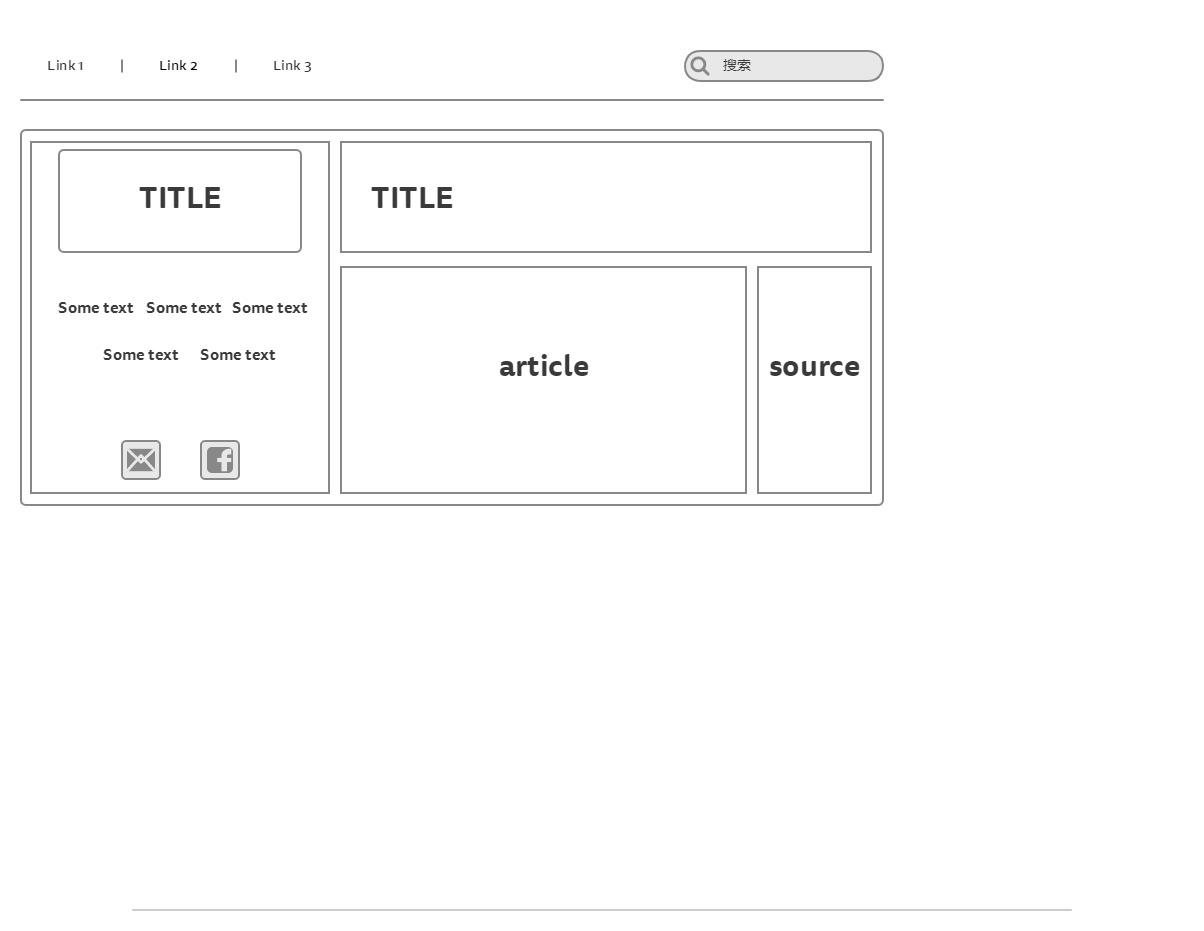 Link 1 | Link 2 | Link 3 搜索
TITLE
Some text Some text Some text
Some text Some text
TITLE
article
source